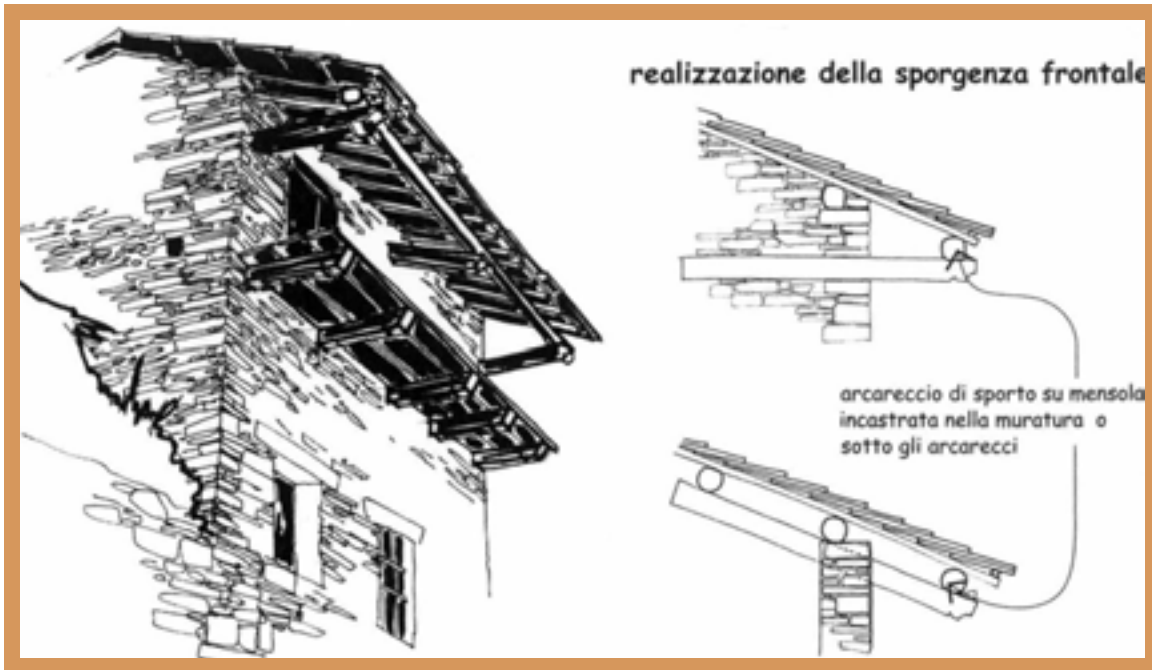 realizzazione della sporgenza frontale
arcareccio di sporto su mensola
incastrata nella muratura o
sotto gli arcarecci